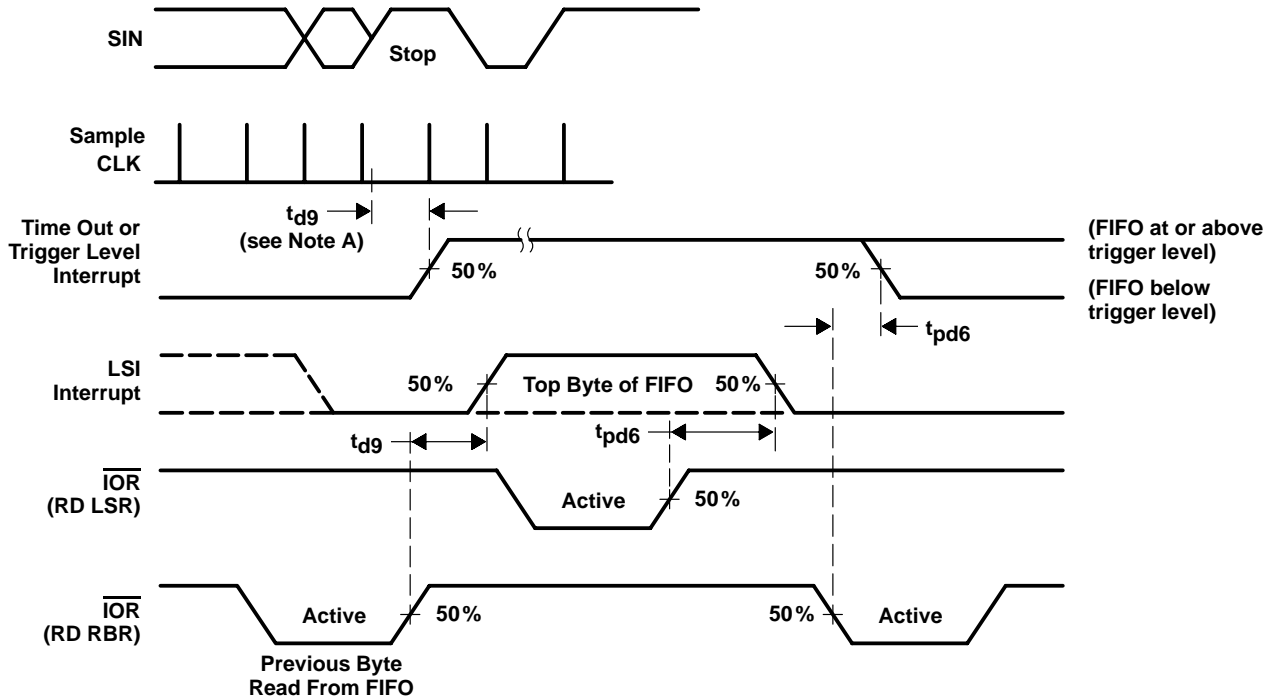 SIN
Stop
Sample
CLK
td9
(see Note A)
Time Out or
Trigger Level
Interrupt
50%
50%
(FIFO at or above
trigger level)
(FIFO below
trigger level)
tpd6
LSI
Interrupt
50%
Top Byte of FIFO
50%
td9
tpd6
IOR
(RD LSR)
Active
50%
IOR
(RD RBR)
Active
50%
50%
Active
Previous Byte
Read From FIFO